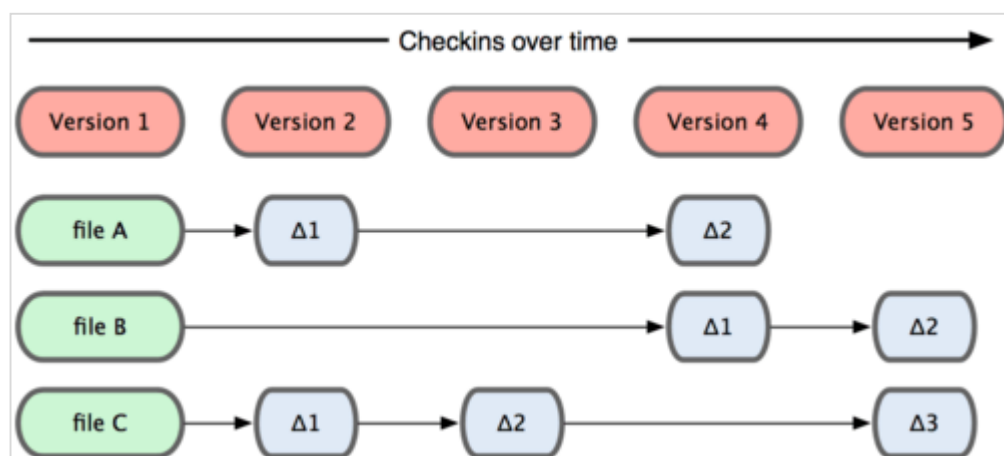 Checkins over time
Version 1 Version 2 Version 3 Version 4 Version 5
file A Δ1 Δ2
file B Δ1 Δ2
file C Δ1 Δ2 Δ3